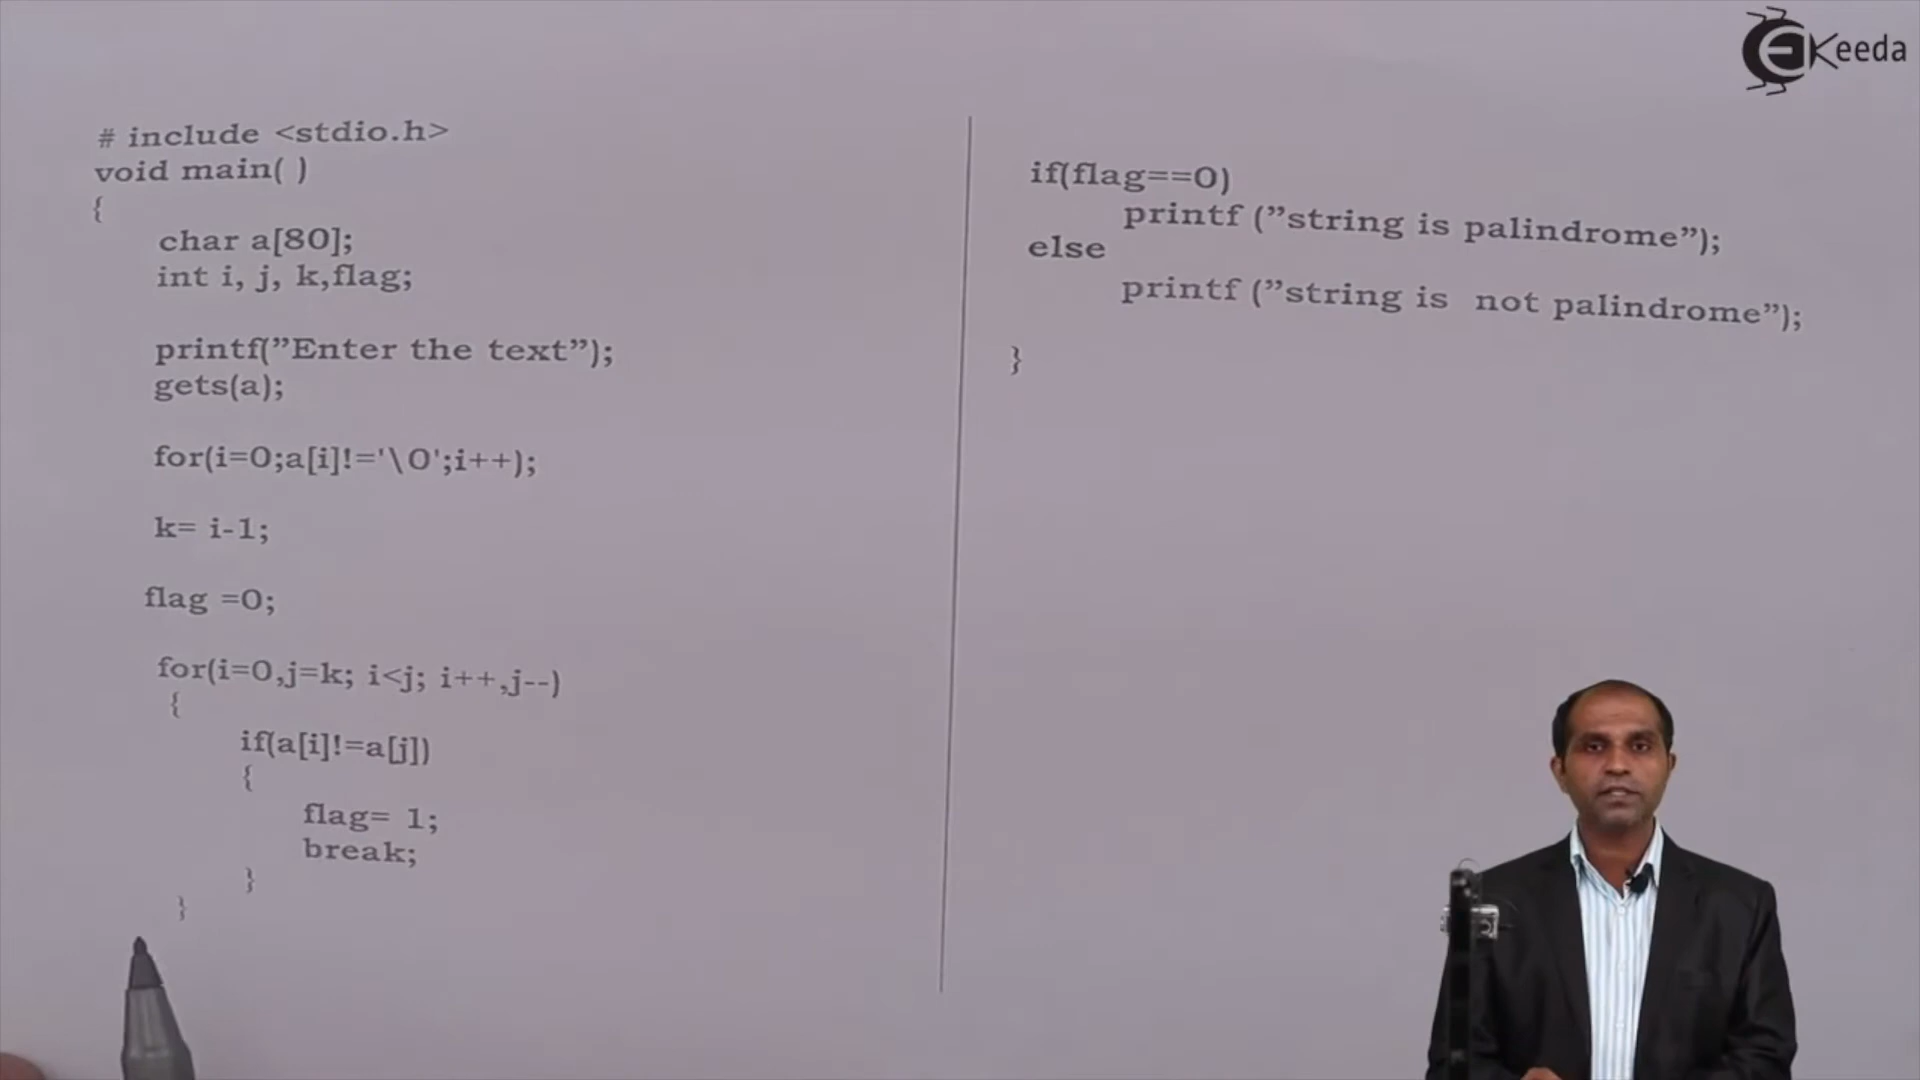 EKeeda
# include <stdio.h>
void main( )
{
char a[80];
int i, j, k,flag;
printf("Enter the text");
gets(a);
for(i=0;a[i]!='\0';i++);
k= i-1;
flag =0;
for(i=0,j=k; i<j; i++,j--)
{
if(a[i]!=a[j])
{
flag= 1;
break;
}
}
if(flag==0)
printf ("string is palindrome");
else
printf ("string is not palindrome");
}